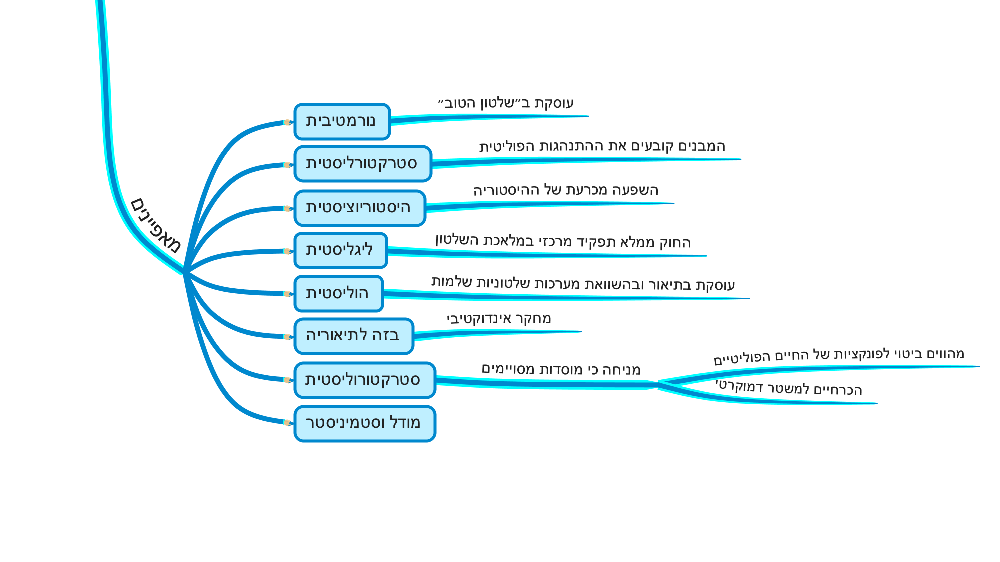 מאפיינים
נורמטיבית
עוסקת ב״שלטון הטוב״
סטרקטורליסטית
המבנים קובעים את ההתנהגות הפוליטית
היסטוריוציסטית
השפעה מכרעת של ההיסטוריה
ליגליסטית
החוק ממלא תפקיד מרכזי במלאכת השלטון
הוליסטית
עוסקת בתיאור ובהשוואת מערכות שלטוניות שלמות
בזה לתיאוריה
מחקר אינדוקטיבי
סטרקטורוליסטית
מניחה כי מוסדות מסויימים
מהווים ביטוי לפונקציות של החיים הפוליטיים
הכרחיים למשטר דמוקרטי
מודל וסטמיניסטר